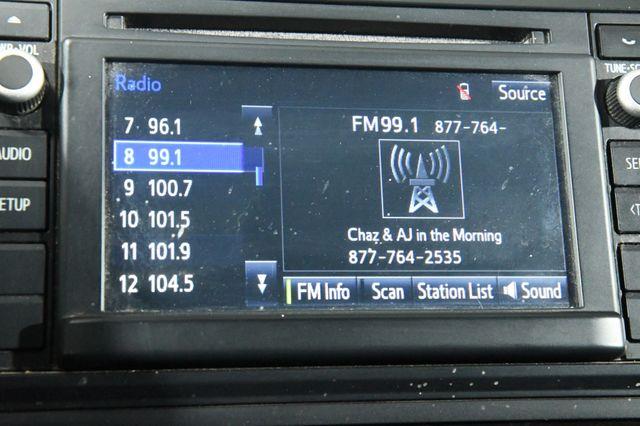 PWR·VOL
AUDIO
SETUP
Radio
Source
7 96.1
8 99.1
9 100.7
10 101.5
11 101.9
12 104.5
FM99.1 877-764-
Chaz & AJ in the Morning
877-764-2535
FM Info
Scan
Station List
Sound
TUNE·SC
SE
<T